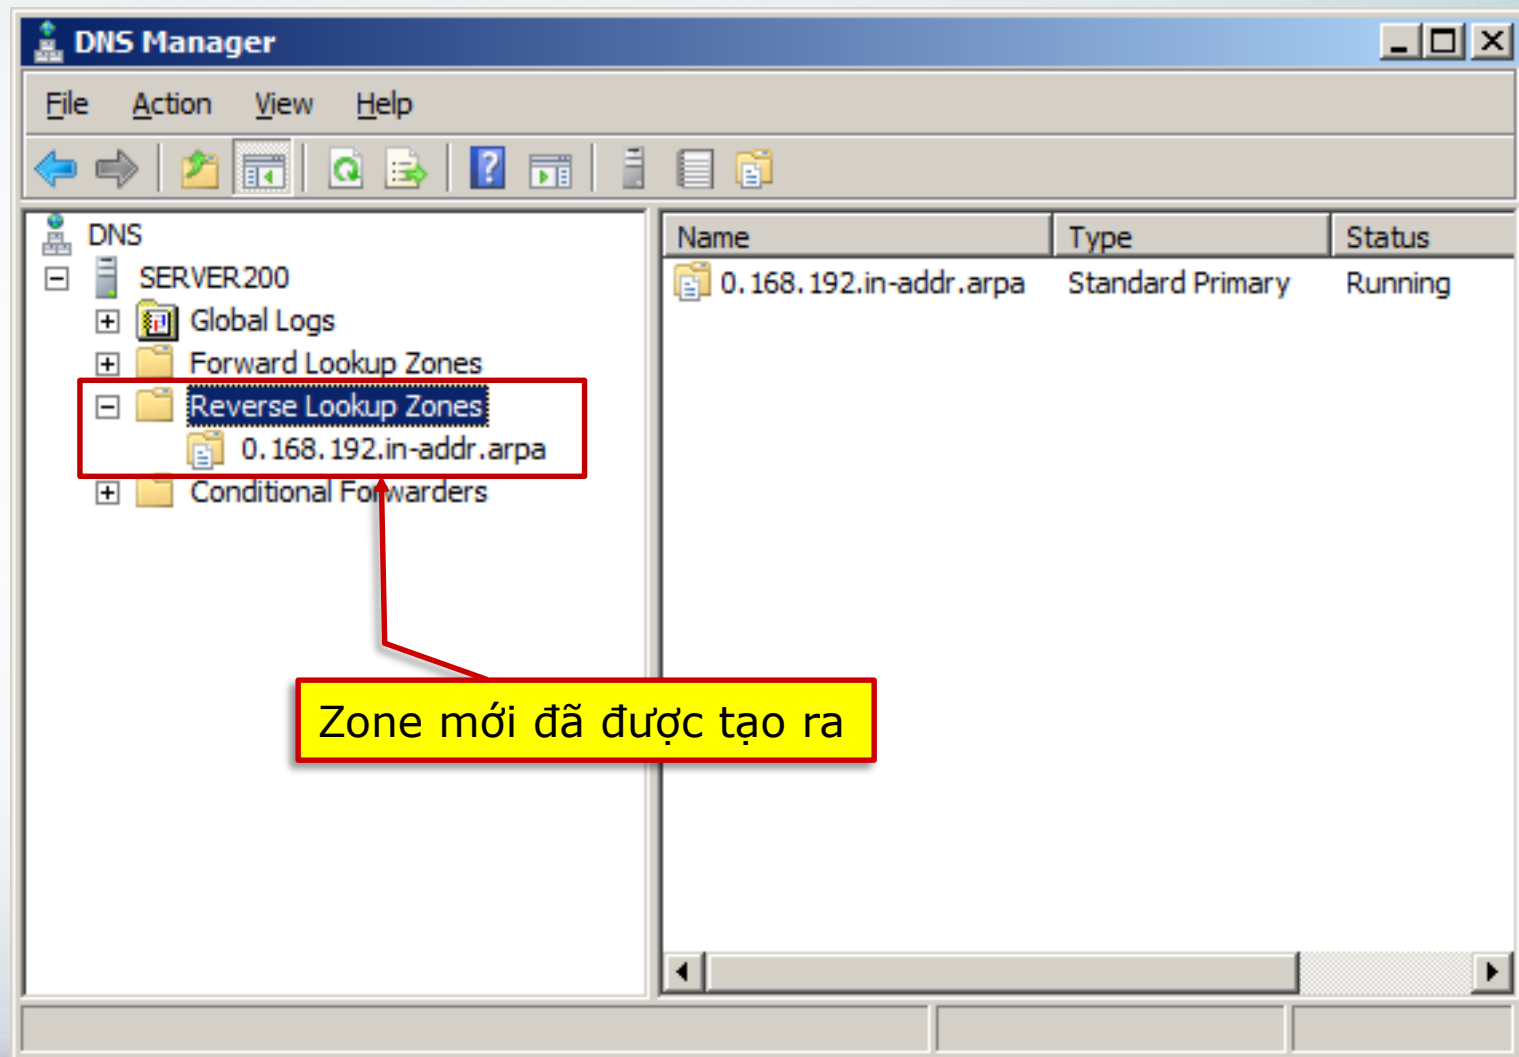 DNS Manager
File Action View Help
DNS
SERVER200
Global Logs
Forward Lookup Zones
Reverse Lookup Zones
0.168.192.in-addr.arpa
Conditional Forwarders
Name Type Status
0.168.192.in-addr.arpa Standard Primary Running
Zone mới đã được tạo ra